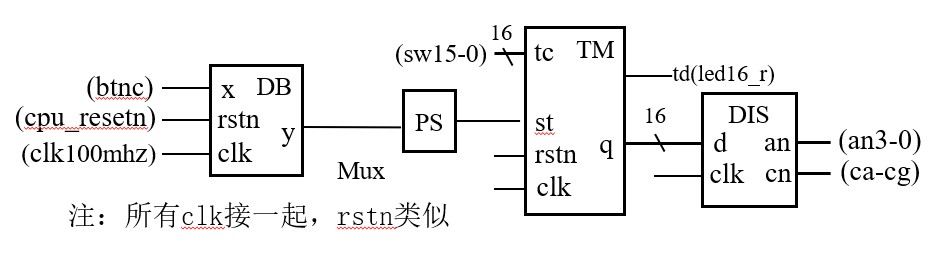 16
(sw15-0)
tc
TM
(btnc)
x
DB
td(led16_r)
(cpu_resetn)
rstn
y
PS
st
16
DIS
(clk100mhz)
clk
rstn
q
d
an
(an3-0)
Mux
clk
clk
cn
(ca-cg)
注：所有clk接一起，rstn类似